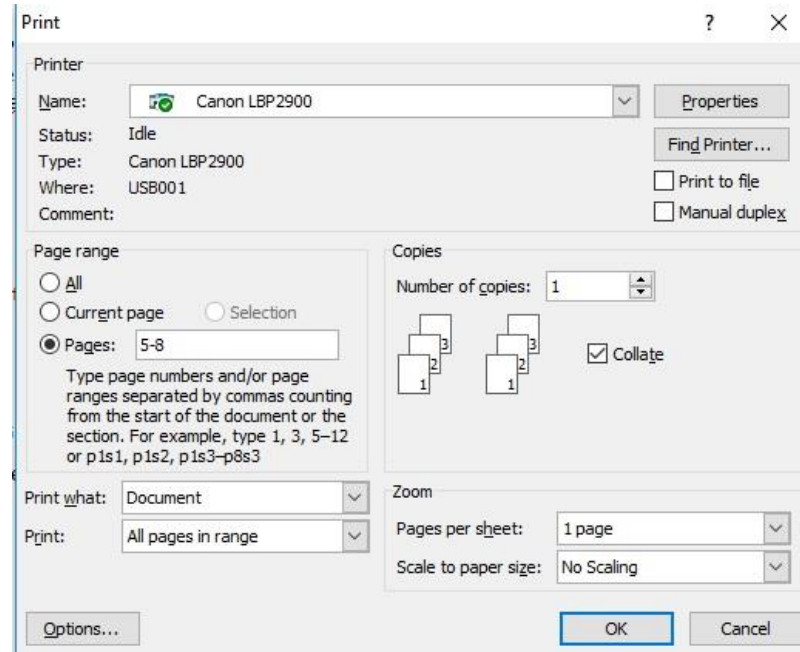 Print
?
Printer
Name: Canon LBP2900
Properties
Status: Idle
Find Printer...
Type: Canon LBP2900
Where: USB001
Print to file
Comment:
Manual duplex
Page range
All
Current page Selection
Pages: 5-8
Type page numbers and/or page
ranges separated by commas counting
from the start of the document or the
section. For example, type 1, 3, 5–12
or p1s1, p1s2, p1s3–p8s3
Copies
Number of copies: 1
3 3
2 2
1 1
Collate
Print what: Document
Print: All pages in range
Zoom
Pages per sheet: 1 page
Scale to paper size: No Scaling
Options...
OK
Cancel